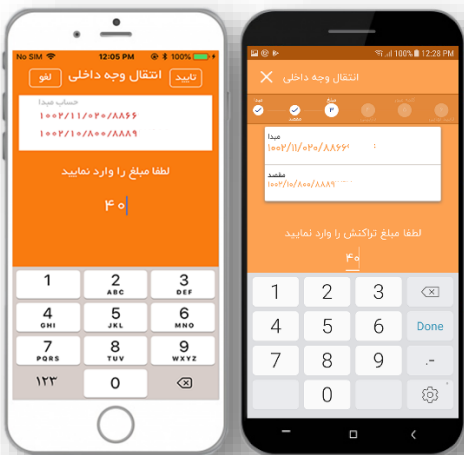 No SIM 12:05 PM 100%
تایید انتقال وجه داخلی لغو
حساب مبدا
۱۰۰۲/۱۱/۰۲۰/۸۸۶۶
۱۰۰۲/۱۰/۸۰۰/۸۸۸۹
لطفا مبلغ را وارد نمایید
۴۰
1 2 3
ABC DEF
4 5 6
GHI JKL MNO
7 8 9
PQRS TUV WXYZ
۱۲۳ 0
100% 12:28 PM
انتقال وجه داخلی
مبدا مقصد مبلغ
۳
مبدا
۱۰۰۲/۱۱/۰۲۰/۸۸۶۶
مقصد
۱۰۰۲/۱۰/۸۰۰/۸۸۸۹
لطفا مبلغ تراکنش را وارد نمایید
۴۰
1 2 3
4 5 6 Done
7 8 9 .-
0